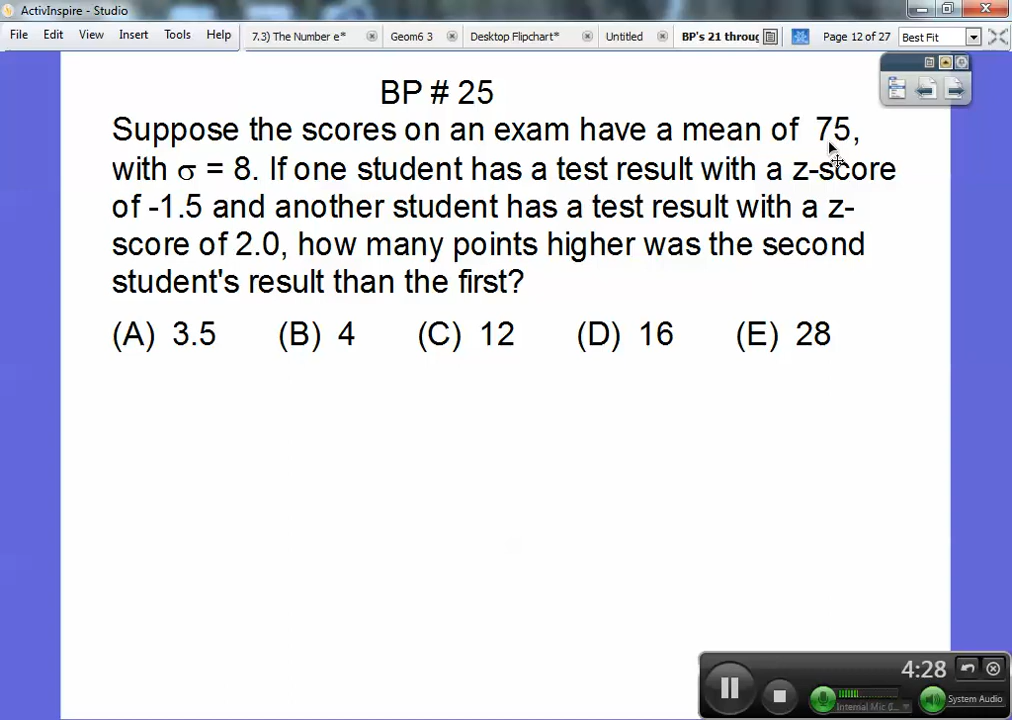 ActivInspire - Studio
File Edit View Insert Tools Help 7.3) The Number e* Geom6 3 Desktop Flipchart* Untitled BP's 21 throug Page 12 of 27 Best Fit
BP # 25
Suppose the scores on an exam have a mean of 75,
with σ = 8. If one student has a test result with a z-score
of -1.5 and another student has a test result with a z-
score of 2.0, how many points higher was the second
student's result than the first?
(A) 3.5 (B) 4 (C) 12 (D) 16 (E) 28
4:28
Internal Mic (I... System Audio